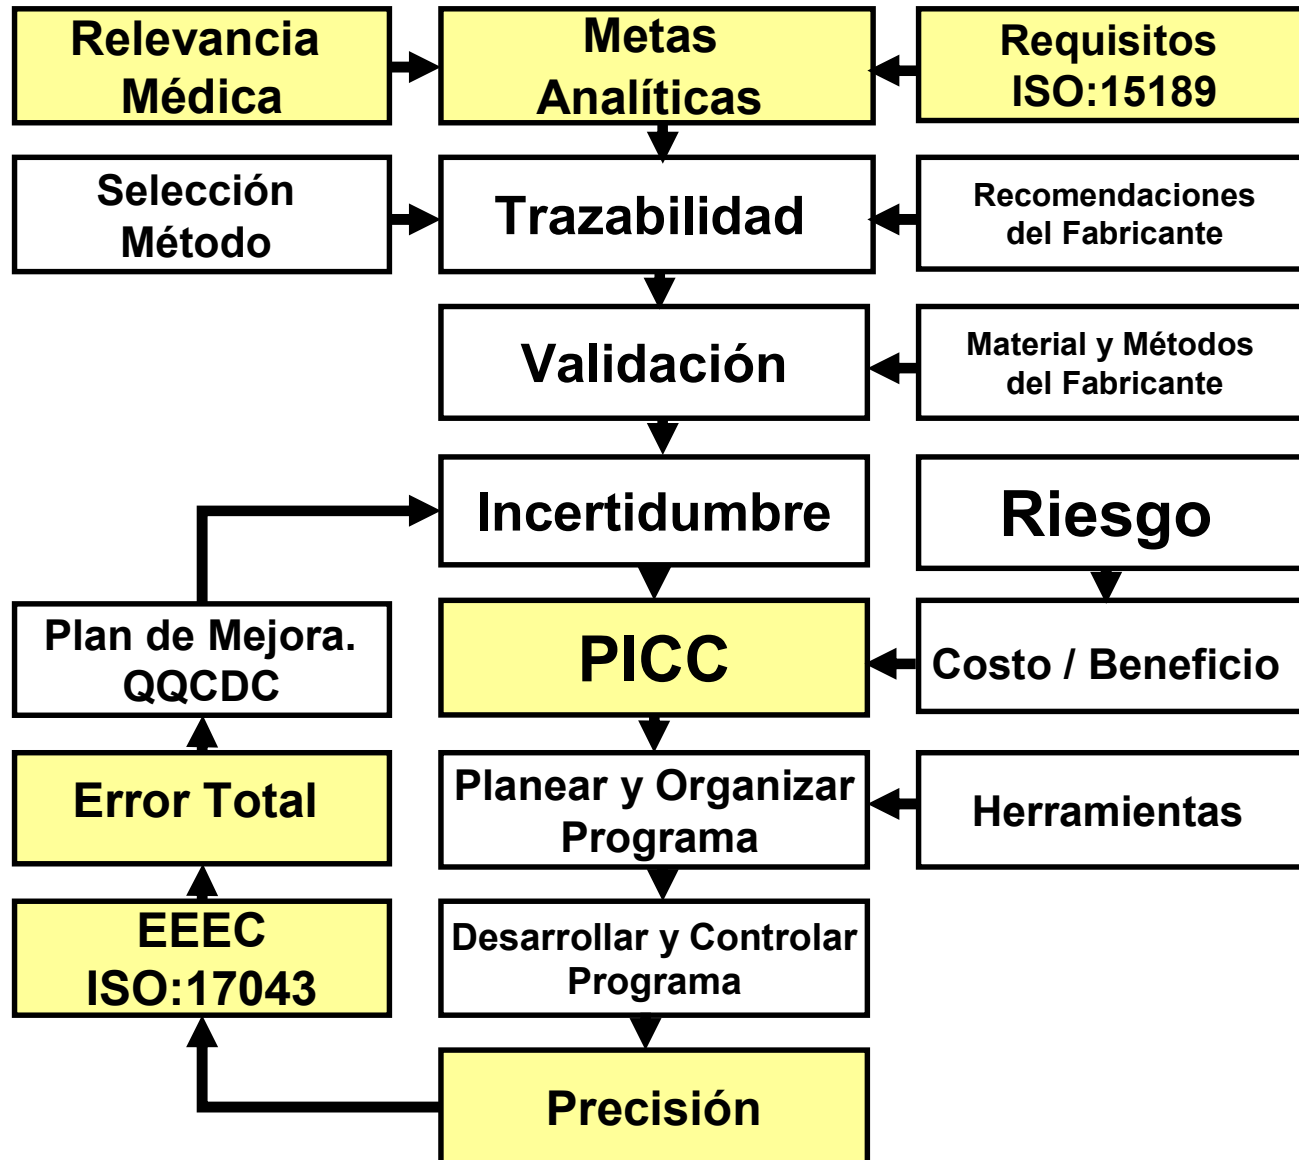 Relevancia
Médica
Metas
Analíticas
Requisitos
ISO:15189
Selección
Método
Trazabilidad
Recomendaciones
del Fabricante
Validación
Material y Métodos
del Fabricante
Incertidumbre
Riesgo
Plan de Mejora.
QQCDC
PICC
Costo / Beneficio
Error Total
Planear y Organizar
Programa
Herramientas
EEEC
ISO:17043
Desarrollar y Controlar
Programa
Precisión